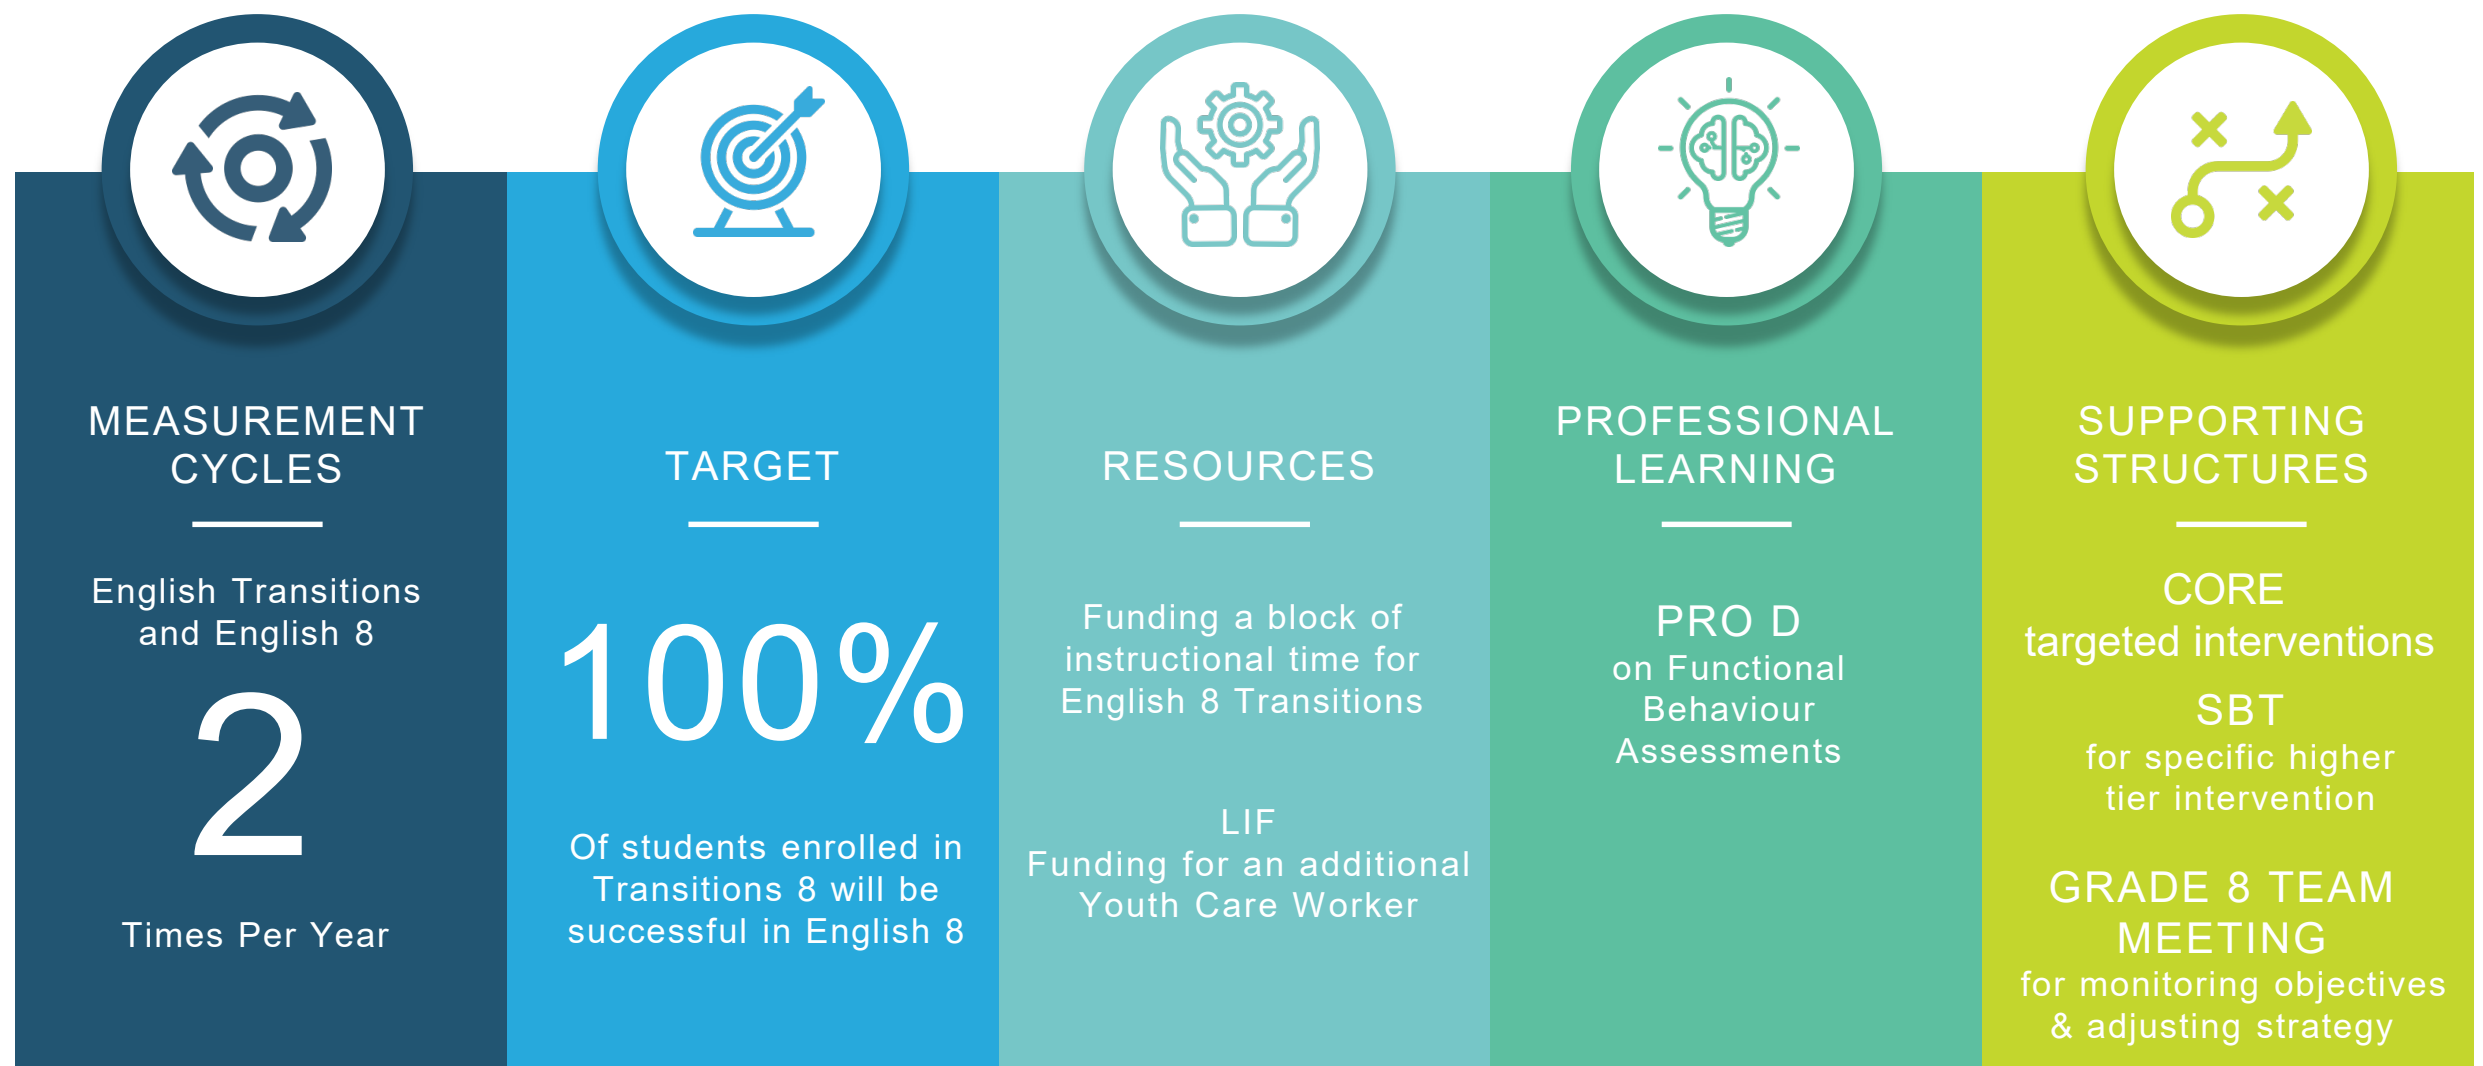 MEASUREMENT
CYCLES
English Transitions
and English 8
2
Times Per Year
TARGET
100%
Of students enrolled in
Transitions 8 will be
successful in English 8
RESOURCES
Funding a block of
instructional time for
English 8 Transitions
LIF
Funding for an additional
Youth Care Worker
PROFESSIONAL
LEARNING
PRO D
on Functional
Behaviour
Assessments
SUPPORTING
STRUCTURES
CORE
targeted interventions
SBT
for specific higher
tier intervention
GRADE 8 TEAM
MEETING
for monitoring objectives
& adjusting strategy